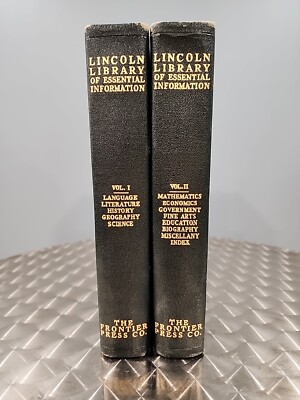 LINCOLN
LIBRARY
OF ESSENTIAL
INFORMATION
VOL. I
LANGUAGE
LITERATURE
HISTORY
GEOGRAPHY
SCIENCE
THE
FRONTIER
PRESS CO.
LINCOLN
LIBRARY
OF ESSENTIAL
INFORMATION
VOL. II
MATHEMATICS
ECONOMICS
GOVERNMENT
FINE ARTS
EDUCATION
BIOGRAPHY
MISCELLANY
INDEX
THE
FRONTIER
PRESS CO.